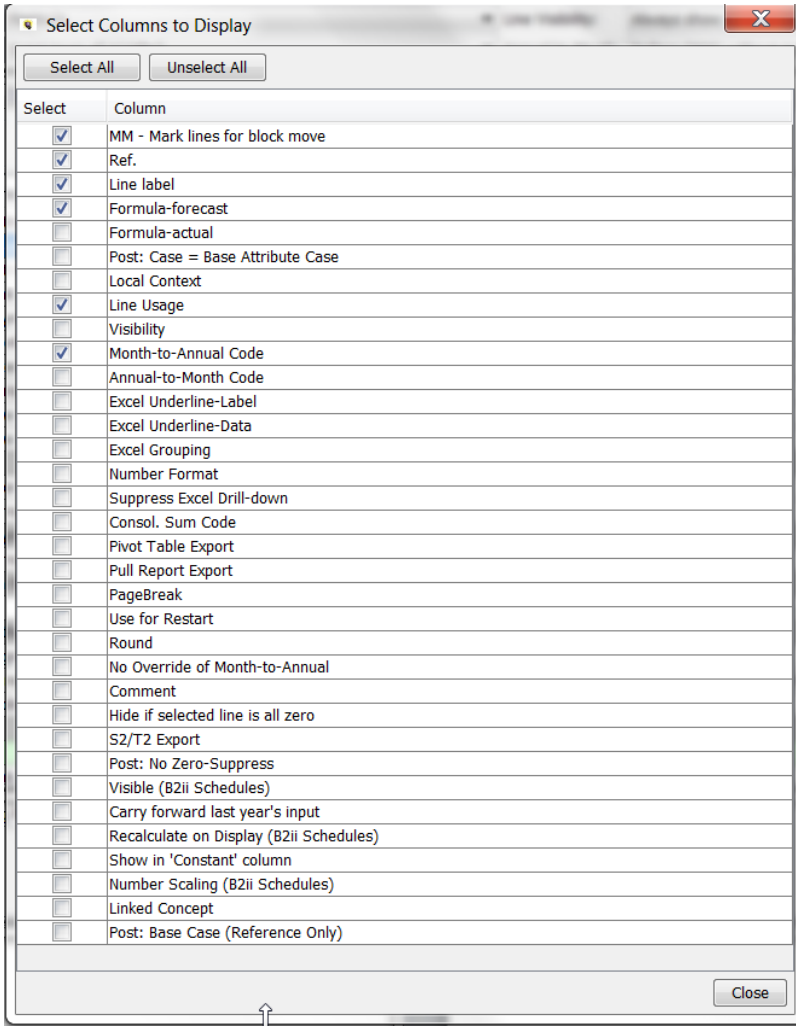 Select Columns to Display
Select All Unselect All
Select Column
MM - Mark lines for block move
Ref.
Line label
Formula-forecast
Formula-actual
Post: Case = Base Attribute Case
Local Context
Line Usage
Visibility
Month-to-Annual Code
Annual-to-Month Code
Excel Underline-Label
Excel Underline-Data
Excel Grouping
Number Format
Suppress Excel Drill-down
Consol. Sum Code
Pivot Table Export
Pull Report Export
PageBreak
Use for Restart
Round
No Override of Month-to-Annual
Comment
Hide if selected line is all zero
S2/T2 Export
Post: No Zero-Suppress
Visible (B2ii Schedules)
Carry forward last year's input
Recalculate on Display (B2ii Schedules)
Show in 'Constant' column
Number Scaling (B2ii Schedules)
Linked Concept
Post: Base Case (Reference Only)
Close